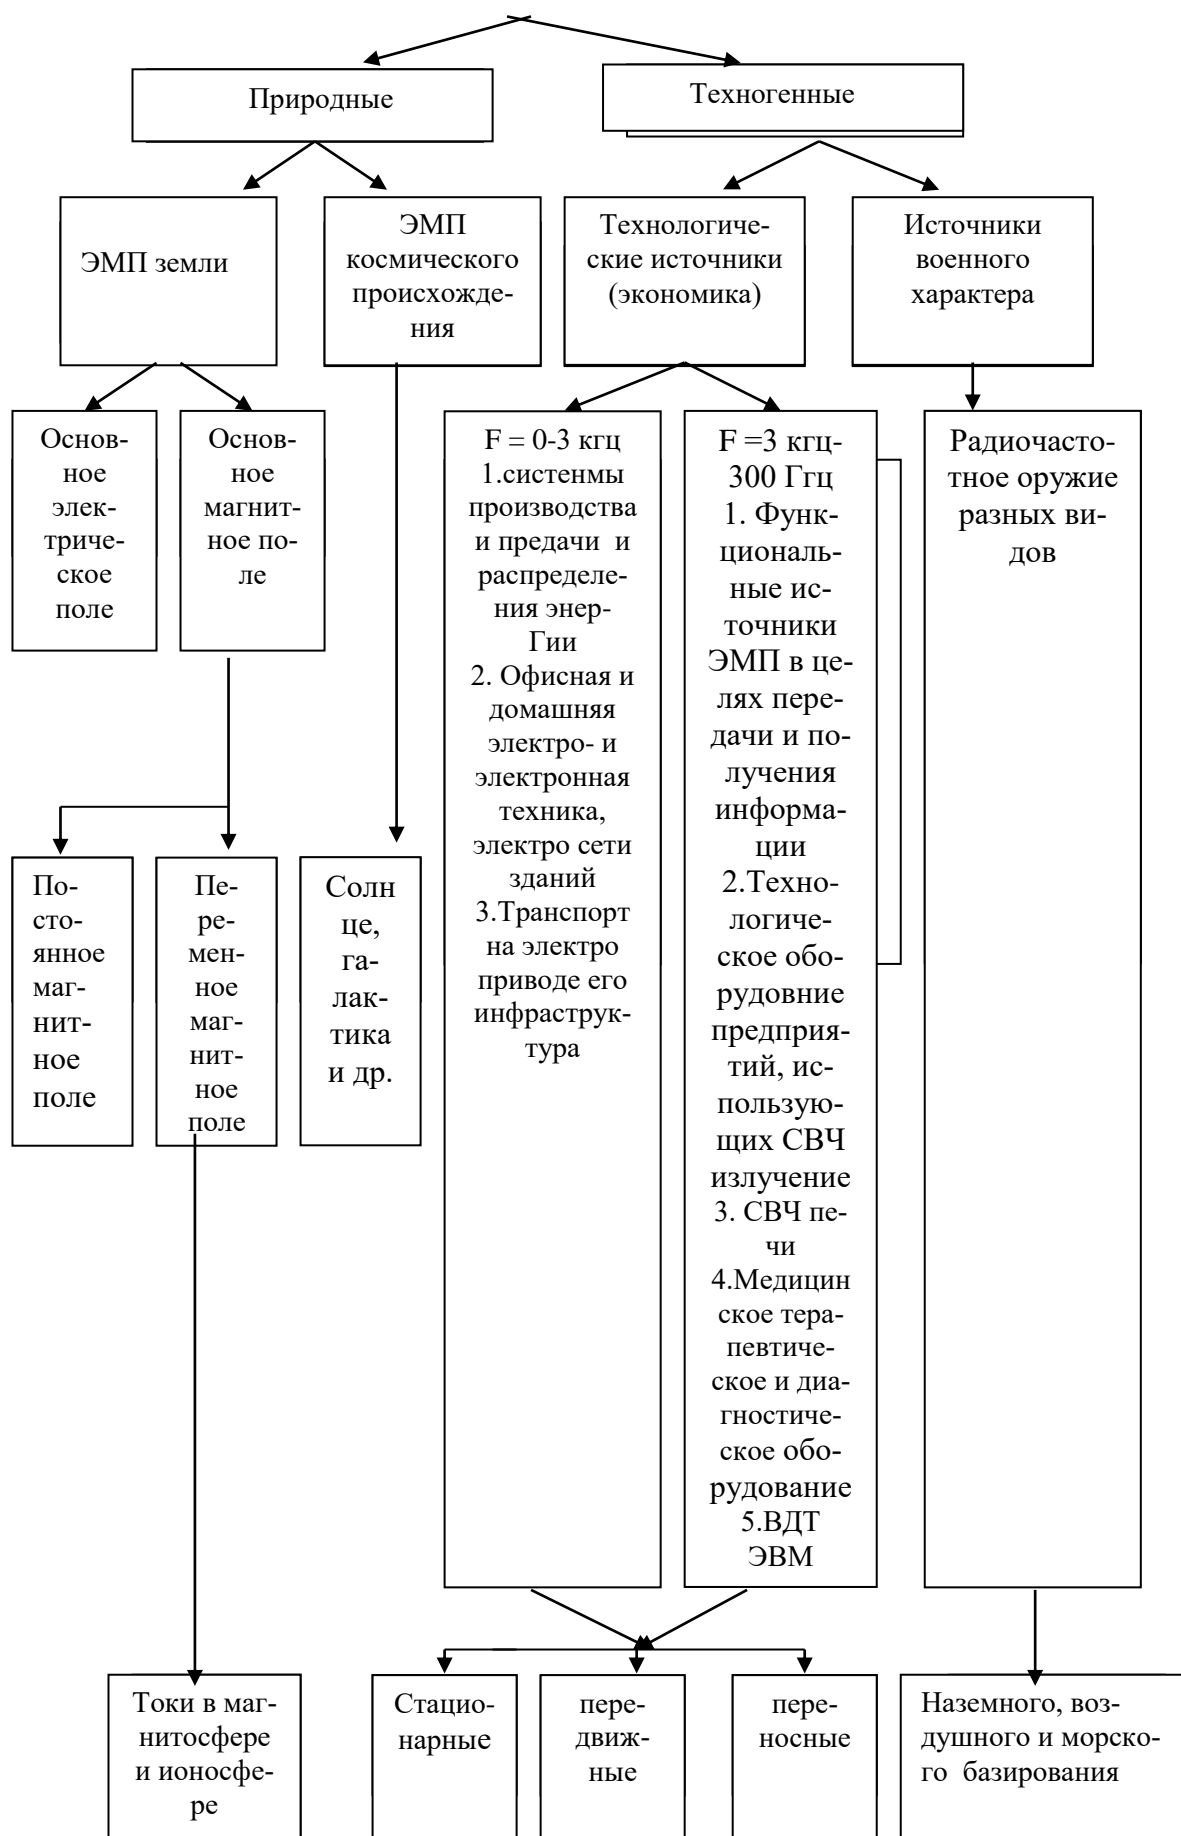 Природные
Техногенные
ЭМП земли
ЭМП
космического
происхожде-
ния
Технологиче-
ские источники
(экономика)
Источники
военного
характера
Основ-
ное
элек-
триче-
ское
поле
Основ-
ное
магнит-
ное по-
ле
F = 0-3 кгц
1.систенмы
производства
и предачи и
распределе-
ния энер-
Гии
2. Офисная и
домашняя
электро- и
электронная
техника,
электро сети
зданий
3.Транспорт
на электро
приводе его
инфраструк-
тура
F =3 кгц-
300 Ггц
1. Функ-
циональ-
ные ис-
точники
ЭМП в це-
лях пере-
дачи и по-
лучения
информа-
ции
2.Техно-
логиче-
ское обо-
рудовние
предприя-
тий, ис-
пользую-
щих СВЧ
излучение
3. СВЧ пе-
чи
4.Медицин
ское тера-
певтиче-
ское и диа-
гностиче-
ское обо-
рудование
5.ВДТ
ЭВМ
Радиочасто-
тное оружие
разных ви-
дов
По-
сто-
янное
маг-
нит-
ное
поле
Пе-
ре-
мен-
ное
маг-
нит-
ное
поле
Солн
це,
га-
лак-
тика
и др.
Токи в маг-
нитосфере
и ионосфе-
ре
Стацио-
нарные
пере-
движ-
ные
пере-
носные
Наземного, воз-
душного и морско-
го базирования